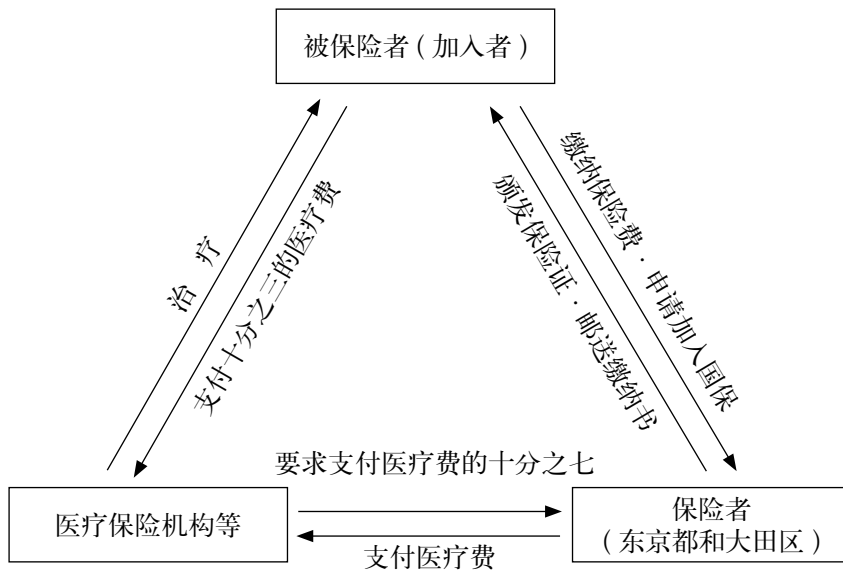 被保险者（加入者）
治 疗
支付十分之三的医疗费
颁发保险证·邮送缴纳书
缴纳保险费·申请加入国保
要求支付医疗费的十分之七
医疗保险机构等
保险者
（东京都和大田区）
支付医疗费